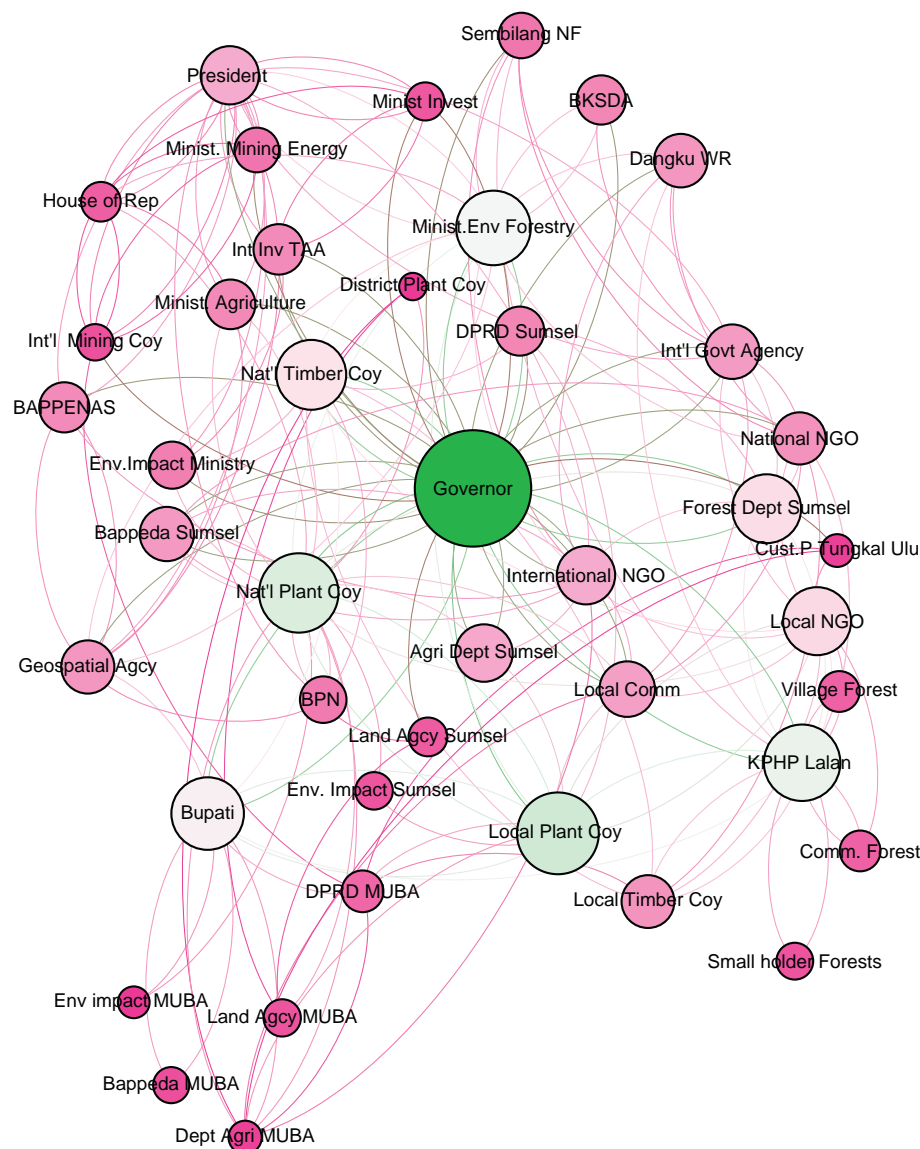 Sembilang NF
President
Minist Invest
BKSDA
Minist. Mining Energy
Dangku WR
House of Rep
Minist.Env Forestry
Int Inv TAA
District Plant Coy
Minist. Agriculture
DPRD Sumsel
Int'l Mining Coy
Int'l Govt Agency
Nat'l Timber Coy
BAPPENAS
National NGO
Env.Impact Ministry
Governor
Forest Dept Sumsel
Bappeda Sumsel
Cust.P Tungkal Ulu
International NGO
Nat'l Plant Coy
Local NGO
Agri Dept Sumsel
Geospatial Agcy
Local Comm
Village Forest
BPN
Land Agcy Sumsel
KPHP Lalan
Env. Impact Sumsel
Bupati
Local Plant Coy
Comm. Forest
DPRD MUBA
Local Timber Coy
Small holder Forests
Env impact MUBA
Land Agcy MUBA
Bappeda MUBA
Dept Agri MUBA